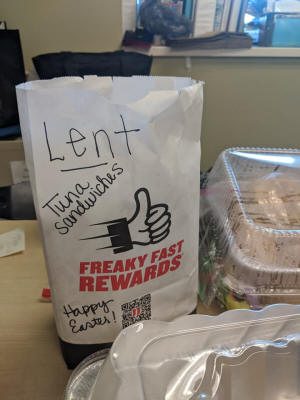 Lent
Tuna
Sandwiches
FREAKY FAST
REWARDS
Happy
Easter!